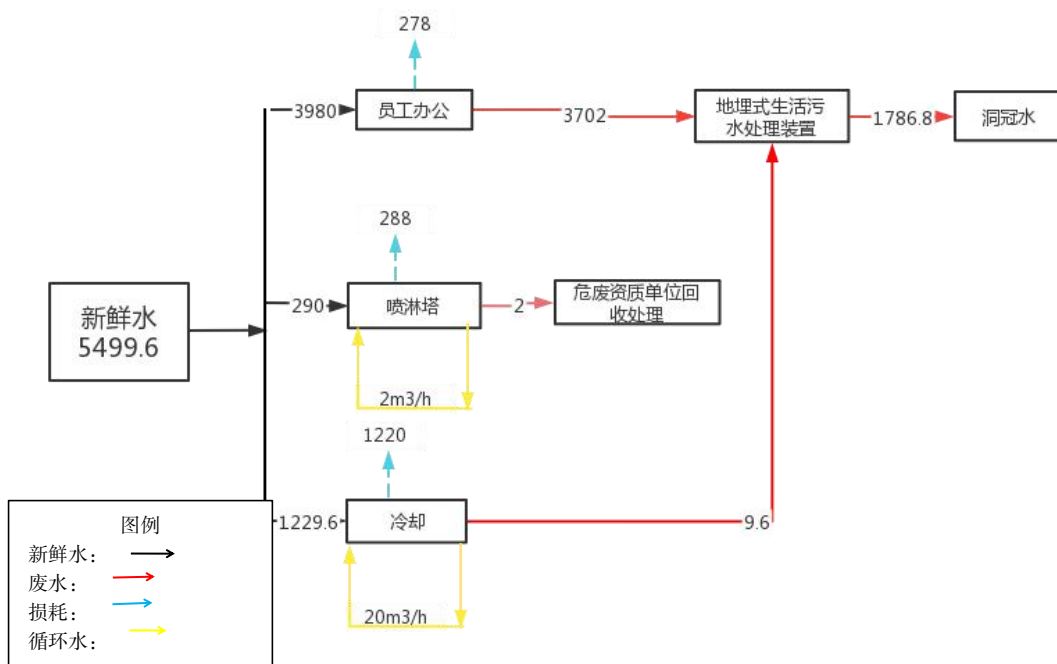 278
3980
员工办公
3702
地埋式生活污
水处理装置
1786.8
洞冠水
288
新鲜水
5499.6
290
喷淋塔
2
危废资质单位回
收处理
2m3/h
1220
1229.6
冷却
9.6
20m3/h
图例
新鲜水：
废水：
损耗：
循环水：